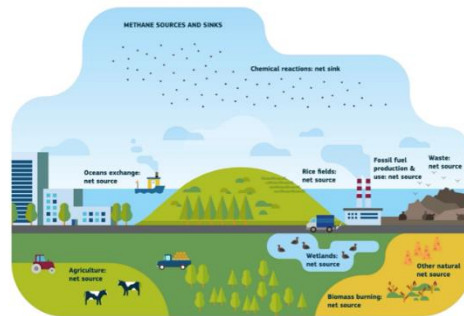 METHANE SOURCES AND SINKS
Chemical reactions: net sink
Oceans exchange:
net source
Rice fields:
net source
Fossil fuel
production &
use: net source
Waste:
net source
Wetlands:
net source
Agriculture:
net source
Other natural
net source
Biomass burning:
net source